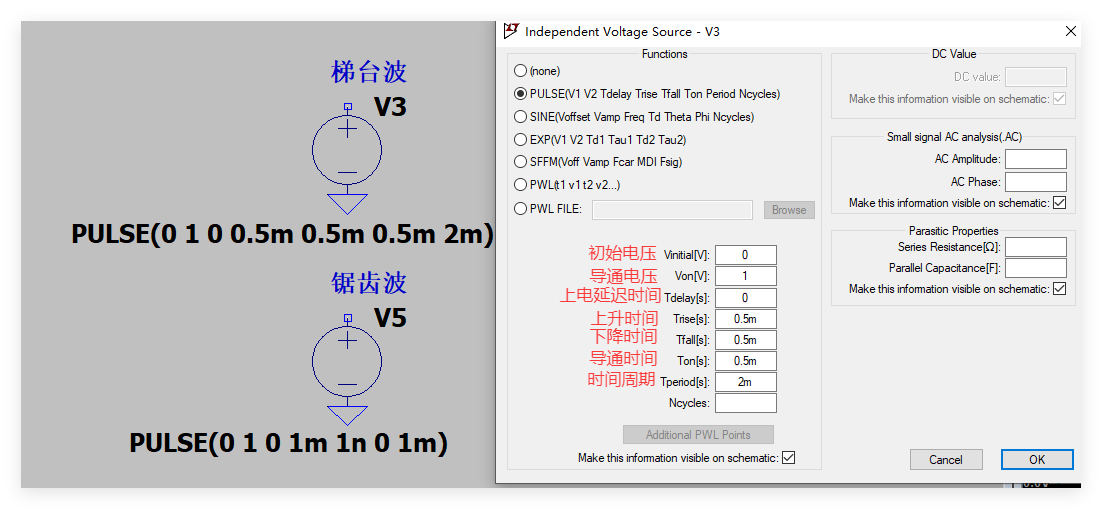 梯台波
V3
PULSE(0 1 0 0.5m 0.5m 0.5m 2m)
锯齿波
V5
PULSE(0 1 0 1m 1n 0 1m)
Independent Voltage Source - V3
Functions
(none)
PULSE(V1 V2 Tdelay Trise Tfall Ton Period Ncycles)
SINE(Voffset Vamp Freq Td Theta Phi Ncycles)
EXP(V1 V2 Td1 Tau1 Td2 Tau2)
SFFM(Voff Vamp Fcar MDI Fsig)
PWL(t1 v1 t2 v2...)
PWL FILE: Browse
初始电压 Vinitial[V]: 0
导通电压 Von[V]: 1
上电延迟时间 Tdelay[s]: 0
上升时间 Trise[s]: 0.5m
下降时间 Tfall[s]: 0.5m
导通时间 Ton[s]: 0.5m
时间周期 Tperiod[s]: 2m
Ncycles:
Additional PWL Points
Make this information visible on schematic:
DC Value
DC value:
Make this information visible on schematic:
Small signal AC analysis(.AC)
AC Amplitude:
AC Phase:
Make this information visible on schematic:
Parasitic Properties
Series Resistance[Ω]:
Parallel Capacitance[F]:
Make this information visible on schematic:
Cancel OK